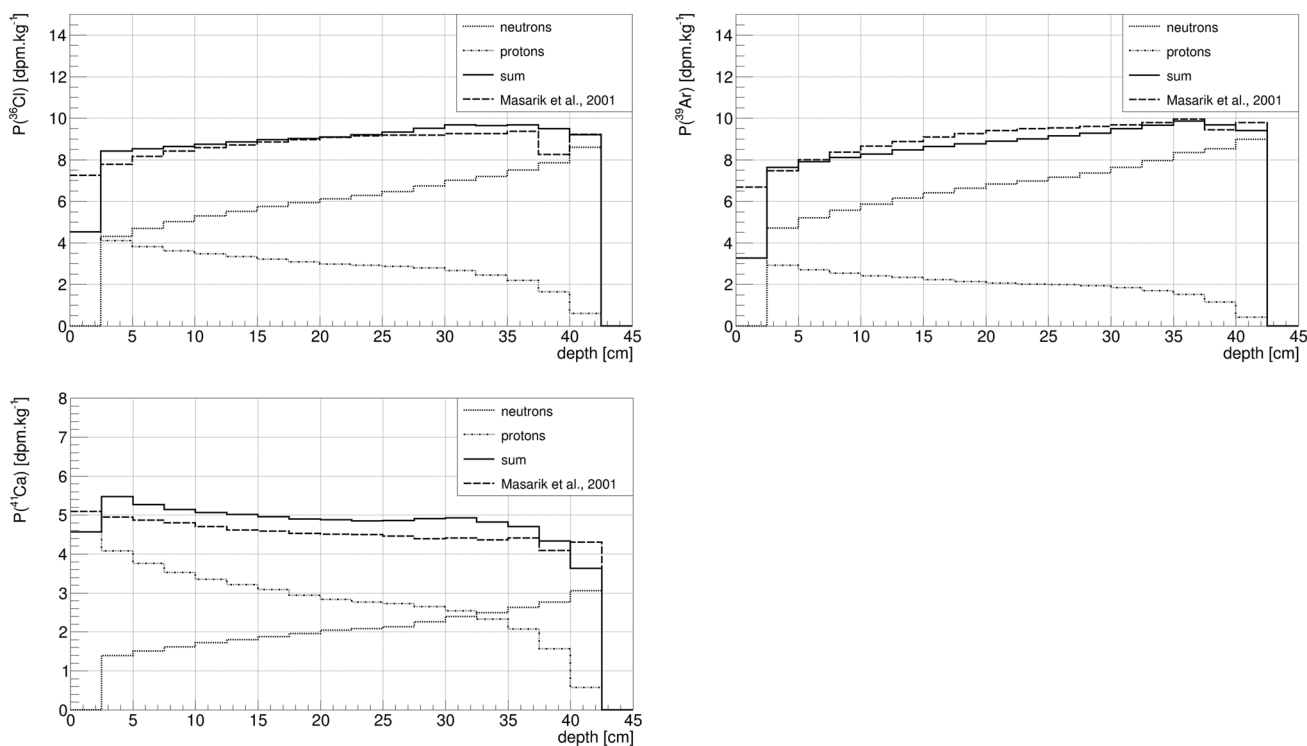 P(³⁶Cl) [dpm.kg⁻¹]
14
12
10
8
6
4
2
0
neutrons
protons
sum
Masarik et al., 2001
0 5 10 15 20 25 30 35 40 45
depth [cm]
P(³⁹Ar) [dpm.kg⁻¹]
14
12
10
8
6
4
2
0
neutrons
protons
sum
Masarik et al., 2001
0 5 10 15 20 25 30 35 40 45
depth [cm]
P(⁴¹Ca) [dpm.kg⁻¹]
8
7
6
5
4
3
2
1
0
neutrons
protons
sum
Masarik et al., 2001
0 5 10 15 20 25 30 35 40 45
depth [cm]